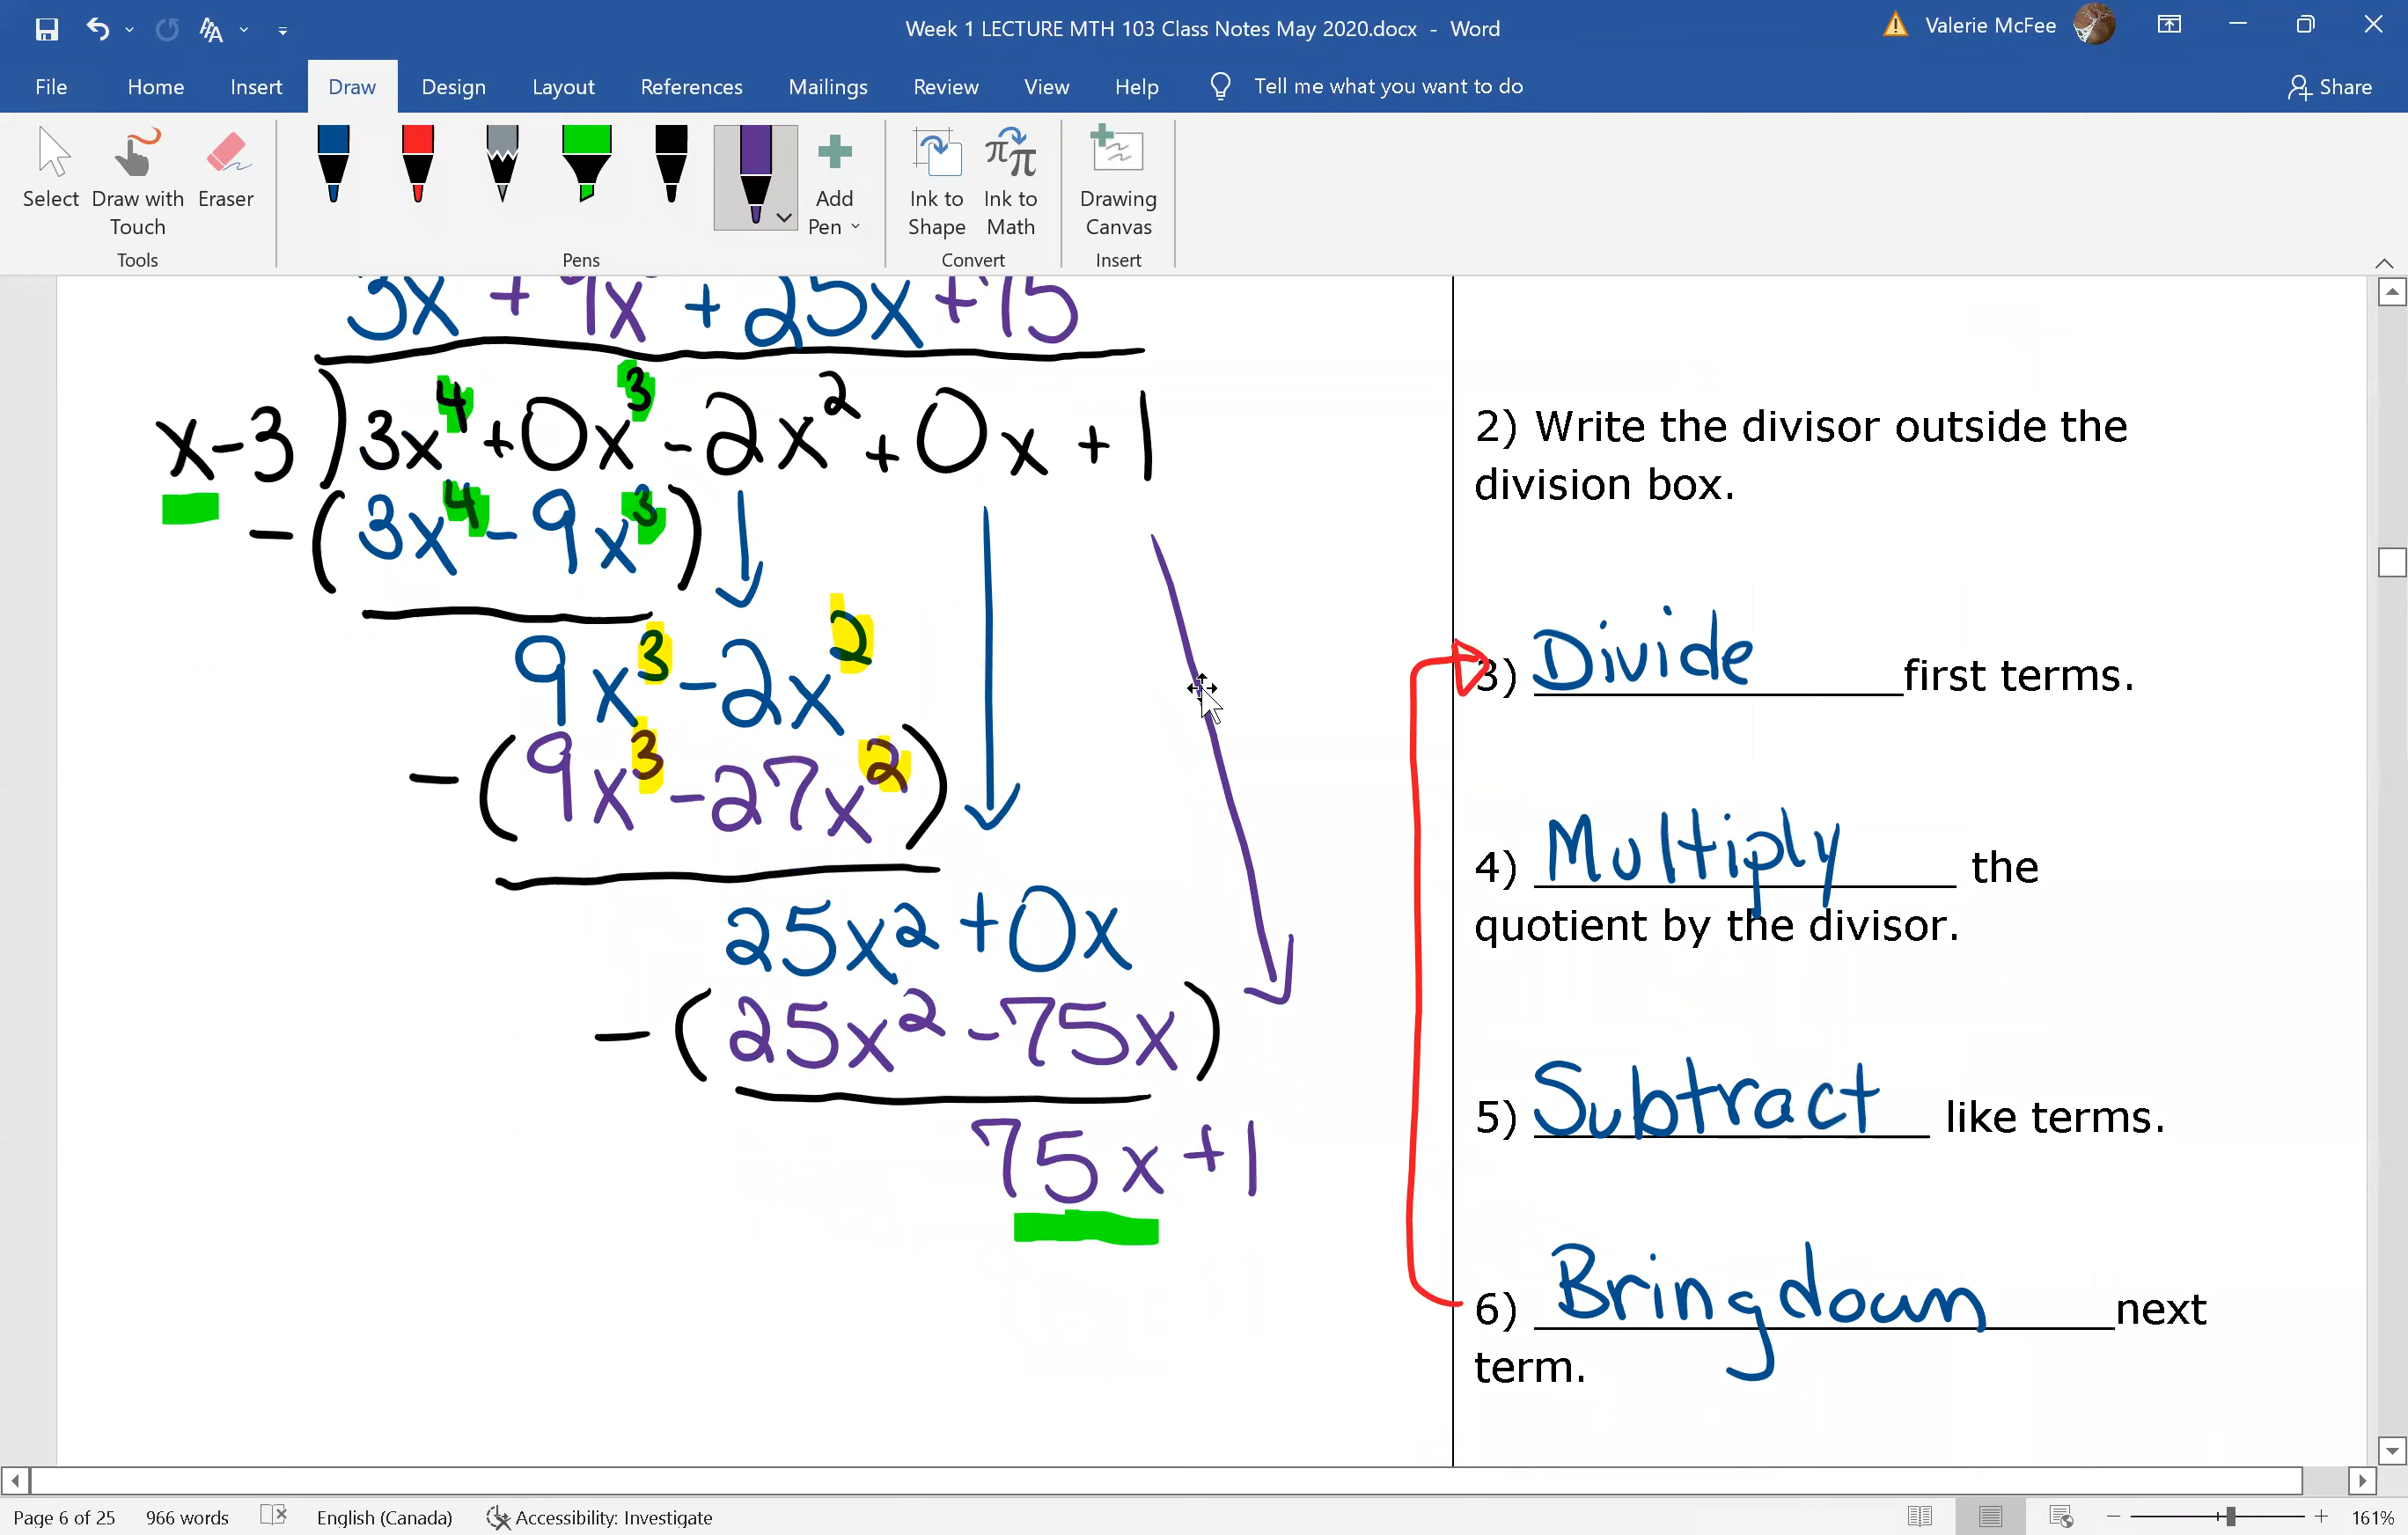 Week 1 LECTURE MTH 103 Class Notes May 2020.docx - Word
Valerie McFee
File Home Insert Draw Design Layout References Mailings Review View Help Tell me what you want to do Share
Select Draw with Touch Eraser
Add Pen
Ink to Shape Ink to Math
Drawing Canvas
Tools Pens Convert Insert
3x + 9x + 25x + 75
x-3 ) 3x⁴ + 0x³ - 2x² + 0x + 1
-( 3x⁴ - 9x³ )
9x³ - 2x²
-( 9x³ - 27x² )
25x² + 0x
-( 25x² - 75x )
75x + 1
2) Write the divisor outside the
division box.
3) Divide first terms.
4) Multiply the
quotient by the divisor.
5) Subtract like terms.
6) Bring down next
term.
Page 6 of 25 966 words English (Canada) Accessibility: Investigate 161%